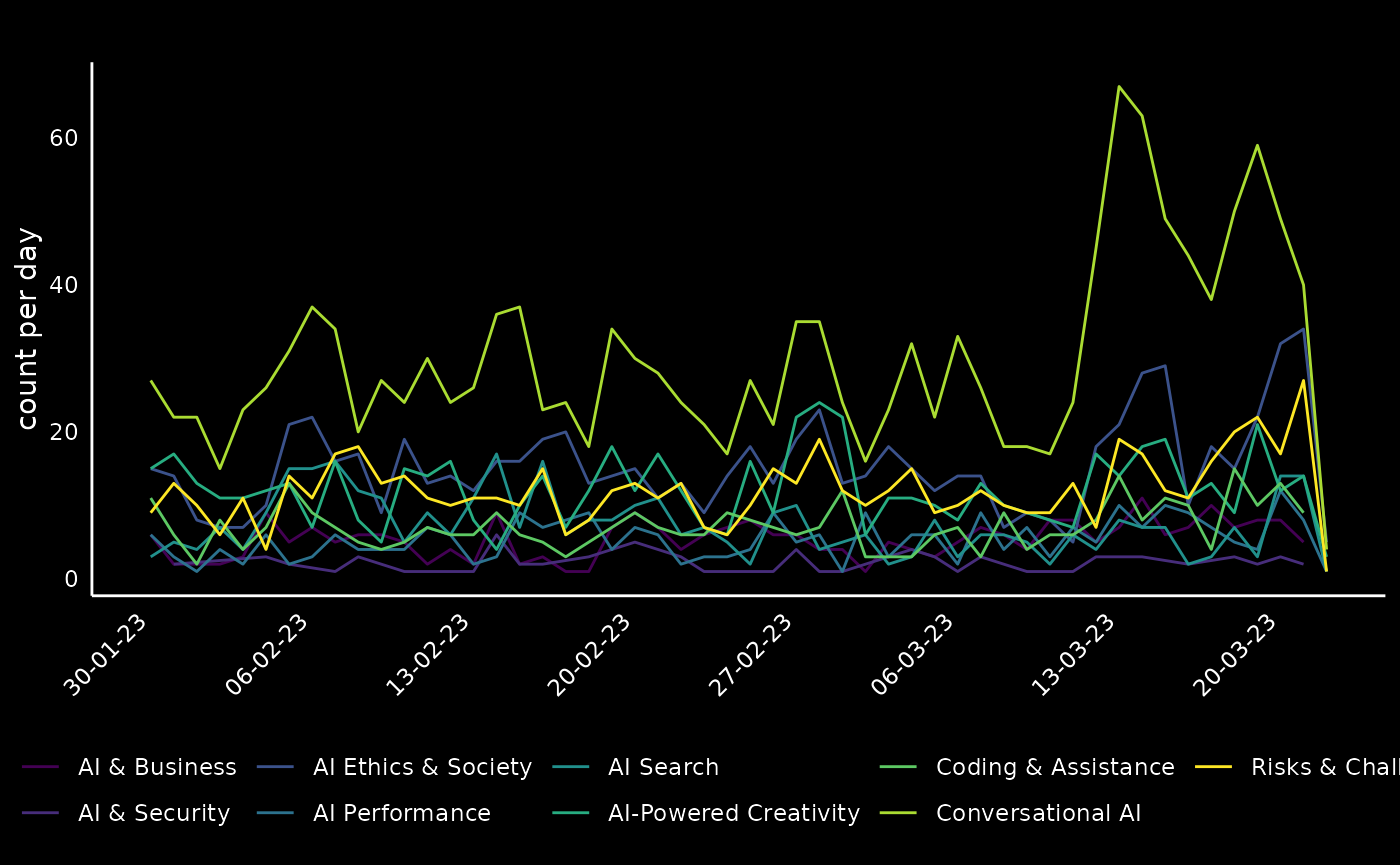 count per day
60
40
20
0
30-01-23
06-02-23
13-02-23
20-02-23
27-02-23
06-03-23
13-03-23
20-03-23
AI & Business
AI Ethics & Society
AI Search
Coding & Assistance
Risks &
AI & Security
AI Performance
AI-Powered Creativity
Conversational AI